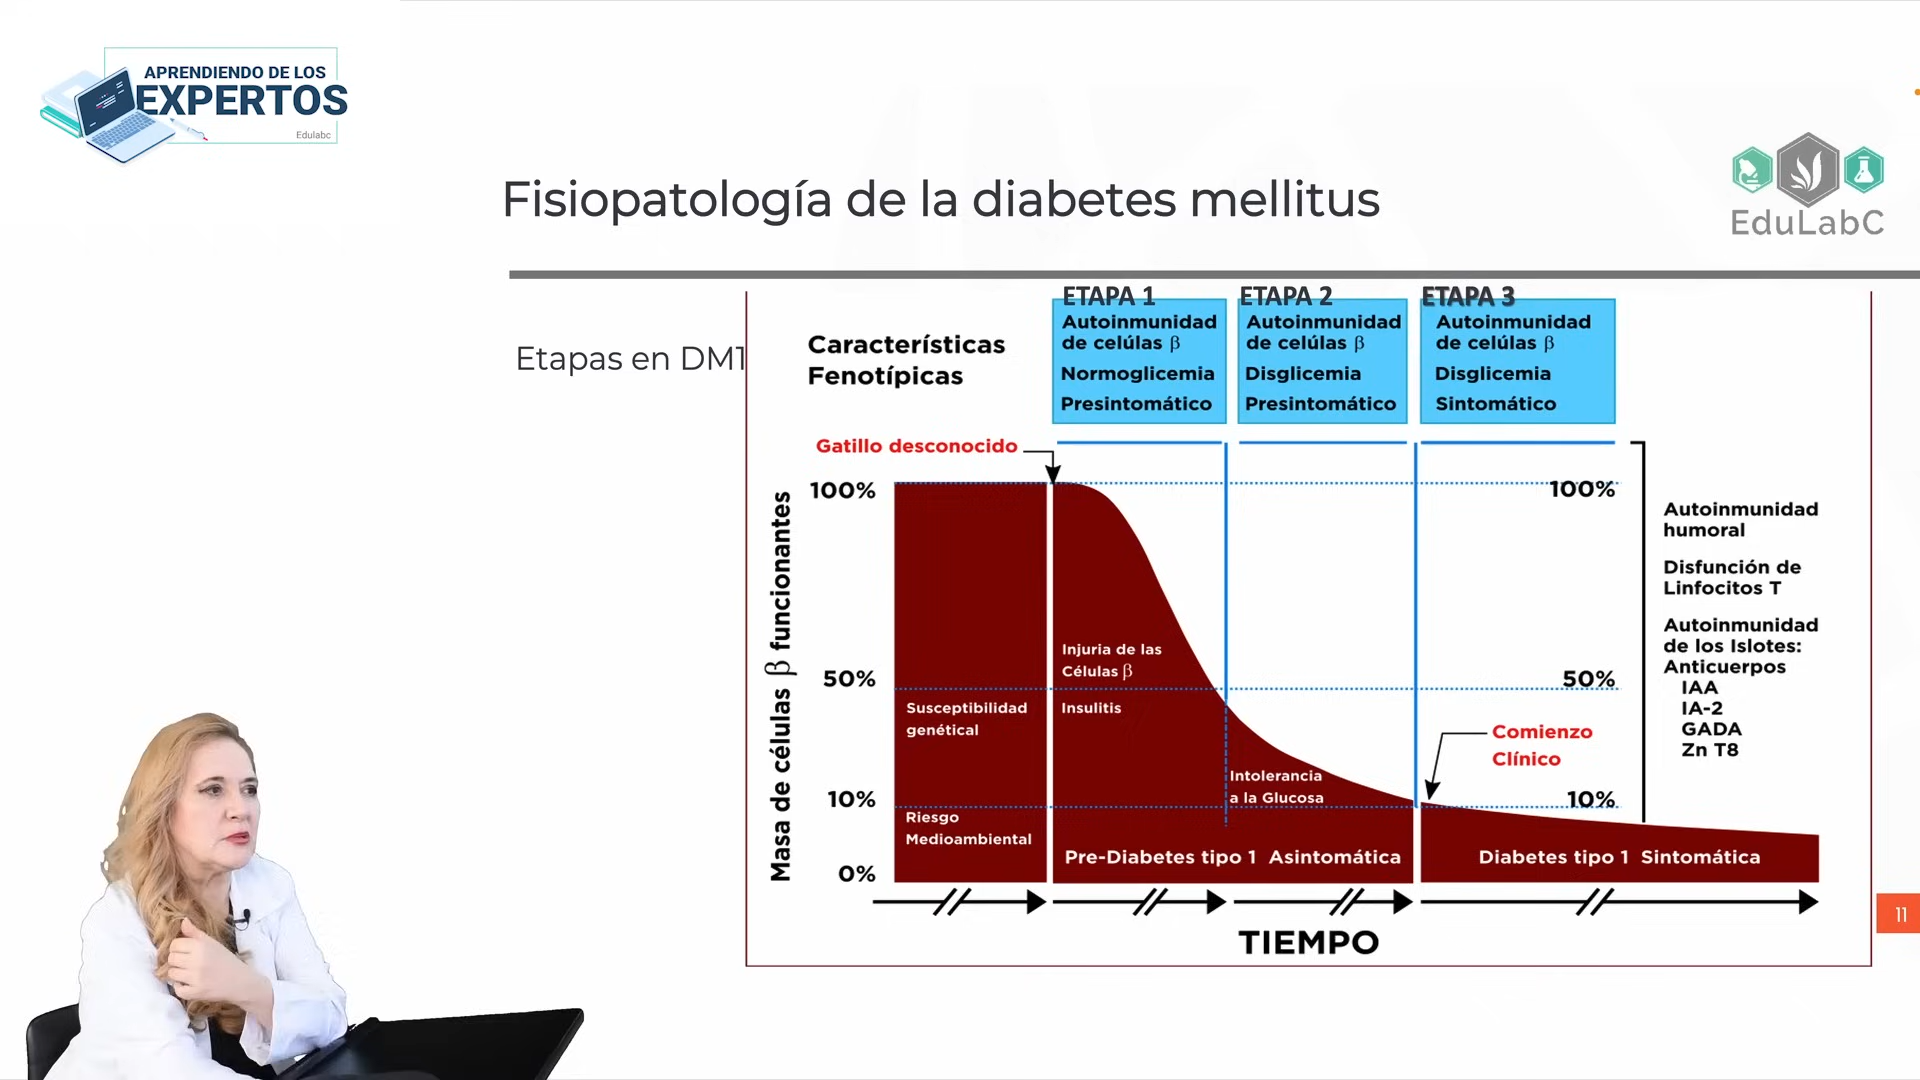 APRENDIENDO DE LOS
EXPERTOS
Edulabc
Fisiopatología de la diabetes mellitus
EduLabC
Etapas en DM1
Características
Fenotípicas
ETAPA 1
Autoinmunidad
de celúlas β
Normoglicemia
Presintomático
ETAPA 2
Autoinmunidad
de celúlas β
Disglicemia
Presintomático
ETAPA 3
Autoinmunidad
de celúlas β
Disglicemia
Sintomático
Gatillo desconocido
Masa de células β funcionantes
100%
50%
10%
0%
Susceptibilidad
genétical
Riesgo
Medioambiental
Injuria de las
Células β
Insulitis
Intolerancia
a la Glucosa
Pre-Diabetes tipo 1 Asintomática
Comienzo
Clínico
Diabetes tipo 1 Sintomática
100%
50%
10%
Autoinmunidad
humoral
Disfunción de
Linfocitos T
Autoinmunidad
de los Islotes:
Anticuerpos
IAA
IA-2
GADA
Zn T8
TIEMPO
11